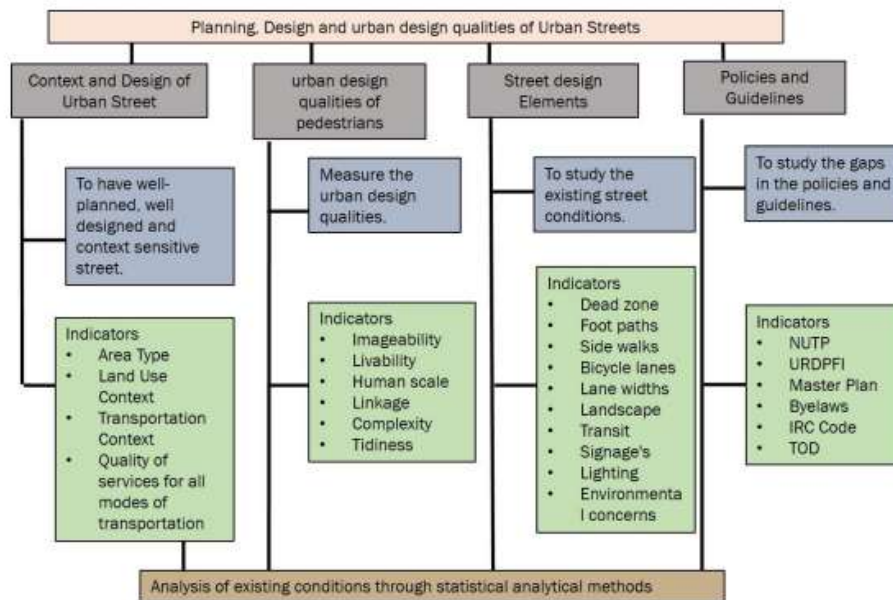 Planning, Design and urban design qualities of Urban Streets
Context and Design of
Urban Street
urban design
qualities of
pedestrians
Street design
Elements
Policies and
Guidelines
To have well-
planned, well
designed and
context sensitive
street.
Measure the
urban design
qualities.
To study the
existing street
conditions.
To study the gaps
in the policies and
guidelines.
Indicators
• Area Type
• Land Use
Context
• Transportation
Context
• Quality of
services for all
modes of
transportation
Indicators
• Imageability
• Livability
• Human scale
• Linkage
• Complexity
• Tidiness
Indicators
• Dead zone
• Foot paths
• Side walks
• Bicycle lanes
• Lane widths
• Landscape
• Transit
• Signage's
• Lighting
• Environmenta
l concerns
Indicators
• NUTP
• URDPFI
• Master Plan
• Byelaws
• IRC Code
• TOD
Analysis of existing conditions through statistical analytical methods